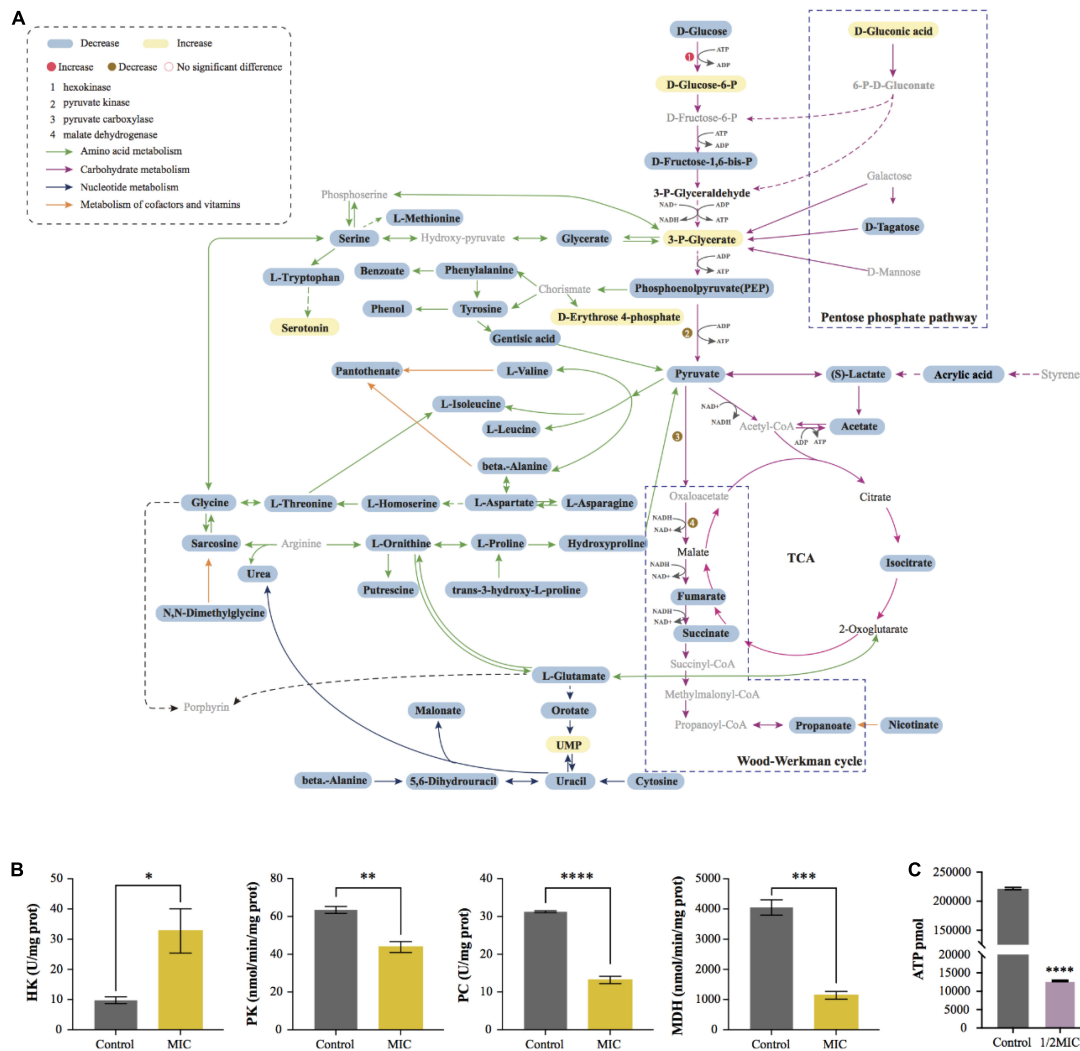 A
Decrease
Increase
Increase
Decrease
No significant difference
1 hexokinase
2 pyruvate kinase
3 pyruvate carboxylase
4 malate dehydrogenase
Amino acid metabolism
Carbohydrate metabolism
Nucleotide metabolism
Metabolism of cofactors and vitamins
D-Glucose
1
ATP
ADP
D-Glucose-6-P
D-Fructose-6-P
ATP
ADP
D-Fructose-1,6-bis-P
3-P-Glyceraldehyde
NAD+
NADH
ADP
ATP
3-P-Glycerate
ADP
ATP
Phosphoenolpyruvate(PEP)
2
ADP
ATP
D-Gluconic acid
6-P-D-Gluconate
Galactose
D-Tagatose
D-Mannose
Pentose phosphate pathway
Phosphoserine
L-Methionine
Serine
Hydroxy-pyruvate
Glycerate
L-Tryptophan
Benzoate
Phenylalanine
Chorismate
Phenol
Tyrosine
D-Erythrose 4-phosphate
Serotonin
Gentisic acid
Pantothenate
L-Valine
Pyruvate
(S)-Lactate
Acrylic acid
Styrene
L-Isoleucine
L-Leucine
NAD+
NADH
Acetyl-CoA
ADP
ATP
Acetate
3
beta.-Alanine
Glycine
L-Threonine
L-Homoserine
L-Aspartate
L-Asparagine
Oxaloacetate
Citrate
NADH
NAD+
4
Sarcosine
Arginine
L-Ornithine
L-Proline
Hydroxyproline
Malate
TCA
Isocitrate
Urea
NADH
NAD+
Putrescine
trans-3-hydroxy-L-proline
Fumarate
N,N-Dimethylglycine
NADH
NAD+
Succinate
2-Oxoglutarate
Succinyl-CoA
L-Glutamate
Methylmalonyl-CoA
Porphyrin
Malonate
Orotate
Propanoyl-CoA
Propanoate
Nicotinate
UMP
Wood-Werkman cycle
beta.-Alanine
5,6-Dihydrouracil
Uracil
Cytosine
B
HK (U/mg prot)
50
40
30
20
10
0
*
Control
MIC
PK (nmol/min/mg prot)
80
60
40
20
0
**
Control
MIC
PC (U/mg prot)
40
30
20
10
0
****
Control
MIC
MDH (nmol/min/mg prot)
5000
4000
3000
2000
1000
0
***
Control
MIC
C
ATP pmol
250000
200000
150000
100000
20000
15000
10000
5000
0
****
Control
1/2MIC